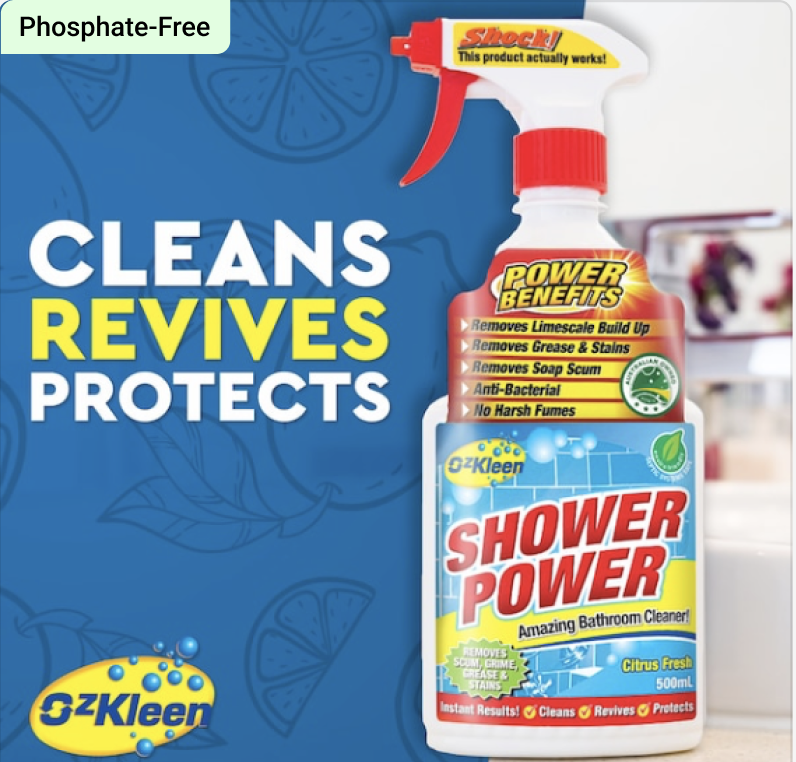 Phosphate-Free
Shock!
This product actually works!
CLEANS
REVIVES
PROTECTS
POWER
BENEFITS
Removes Limescale Build Up
Removes Grease & Stains
Removes Soap Scum
Anti-Bacterial
No Harsh Fumes
AUSTRALIAN OWNED
OzKleen
SHOWER
POWER
Amazing Bathroom Cleaner!
REMOVES
SCUM, GRIME,
GREASE &
STAINS
Citrus Fresh
500mL
Instant Results! Cleans Revives Protects
OzKleen